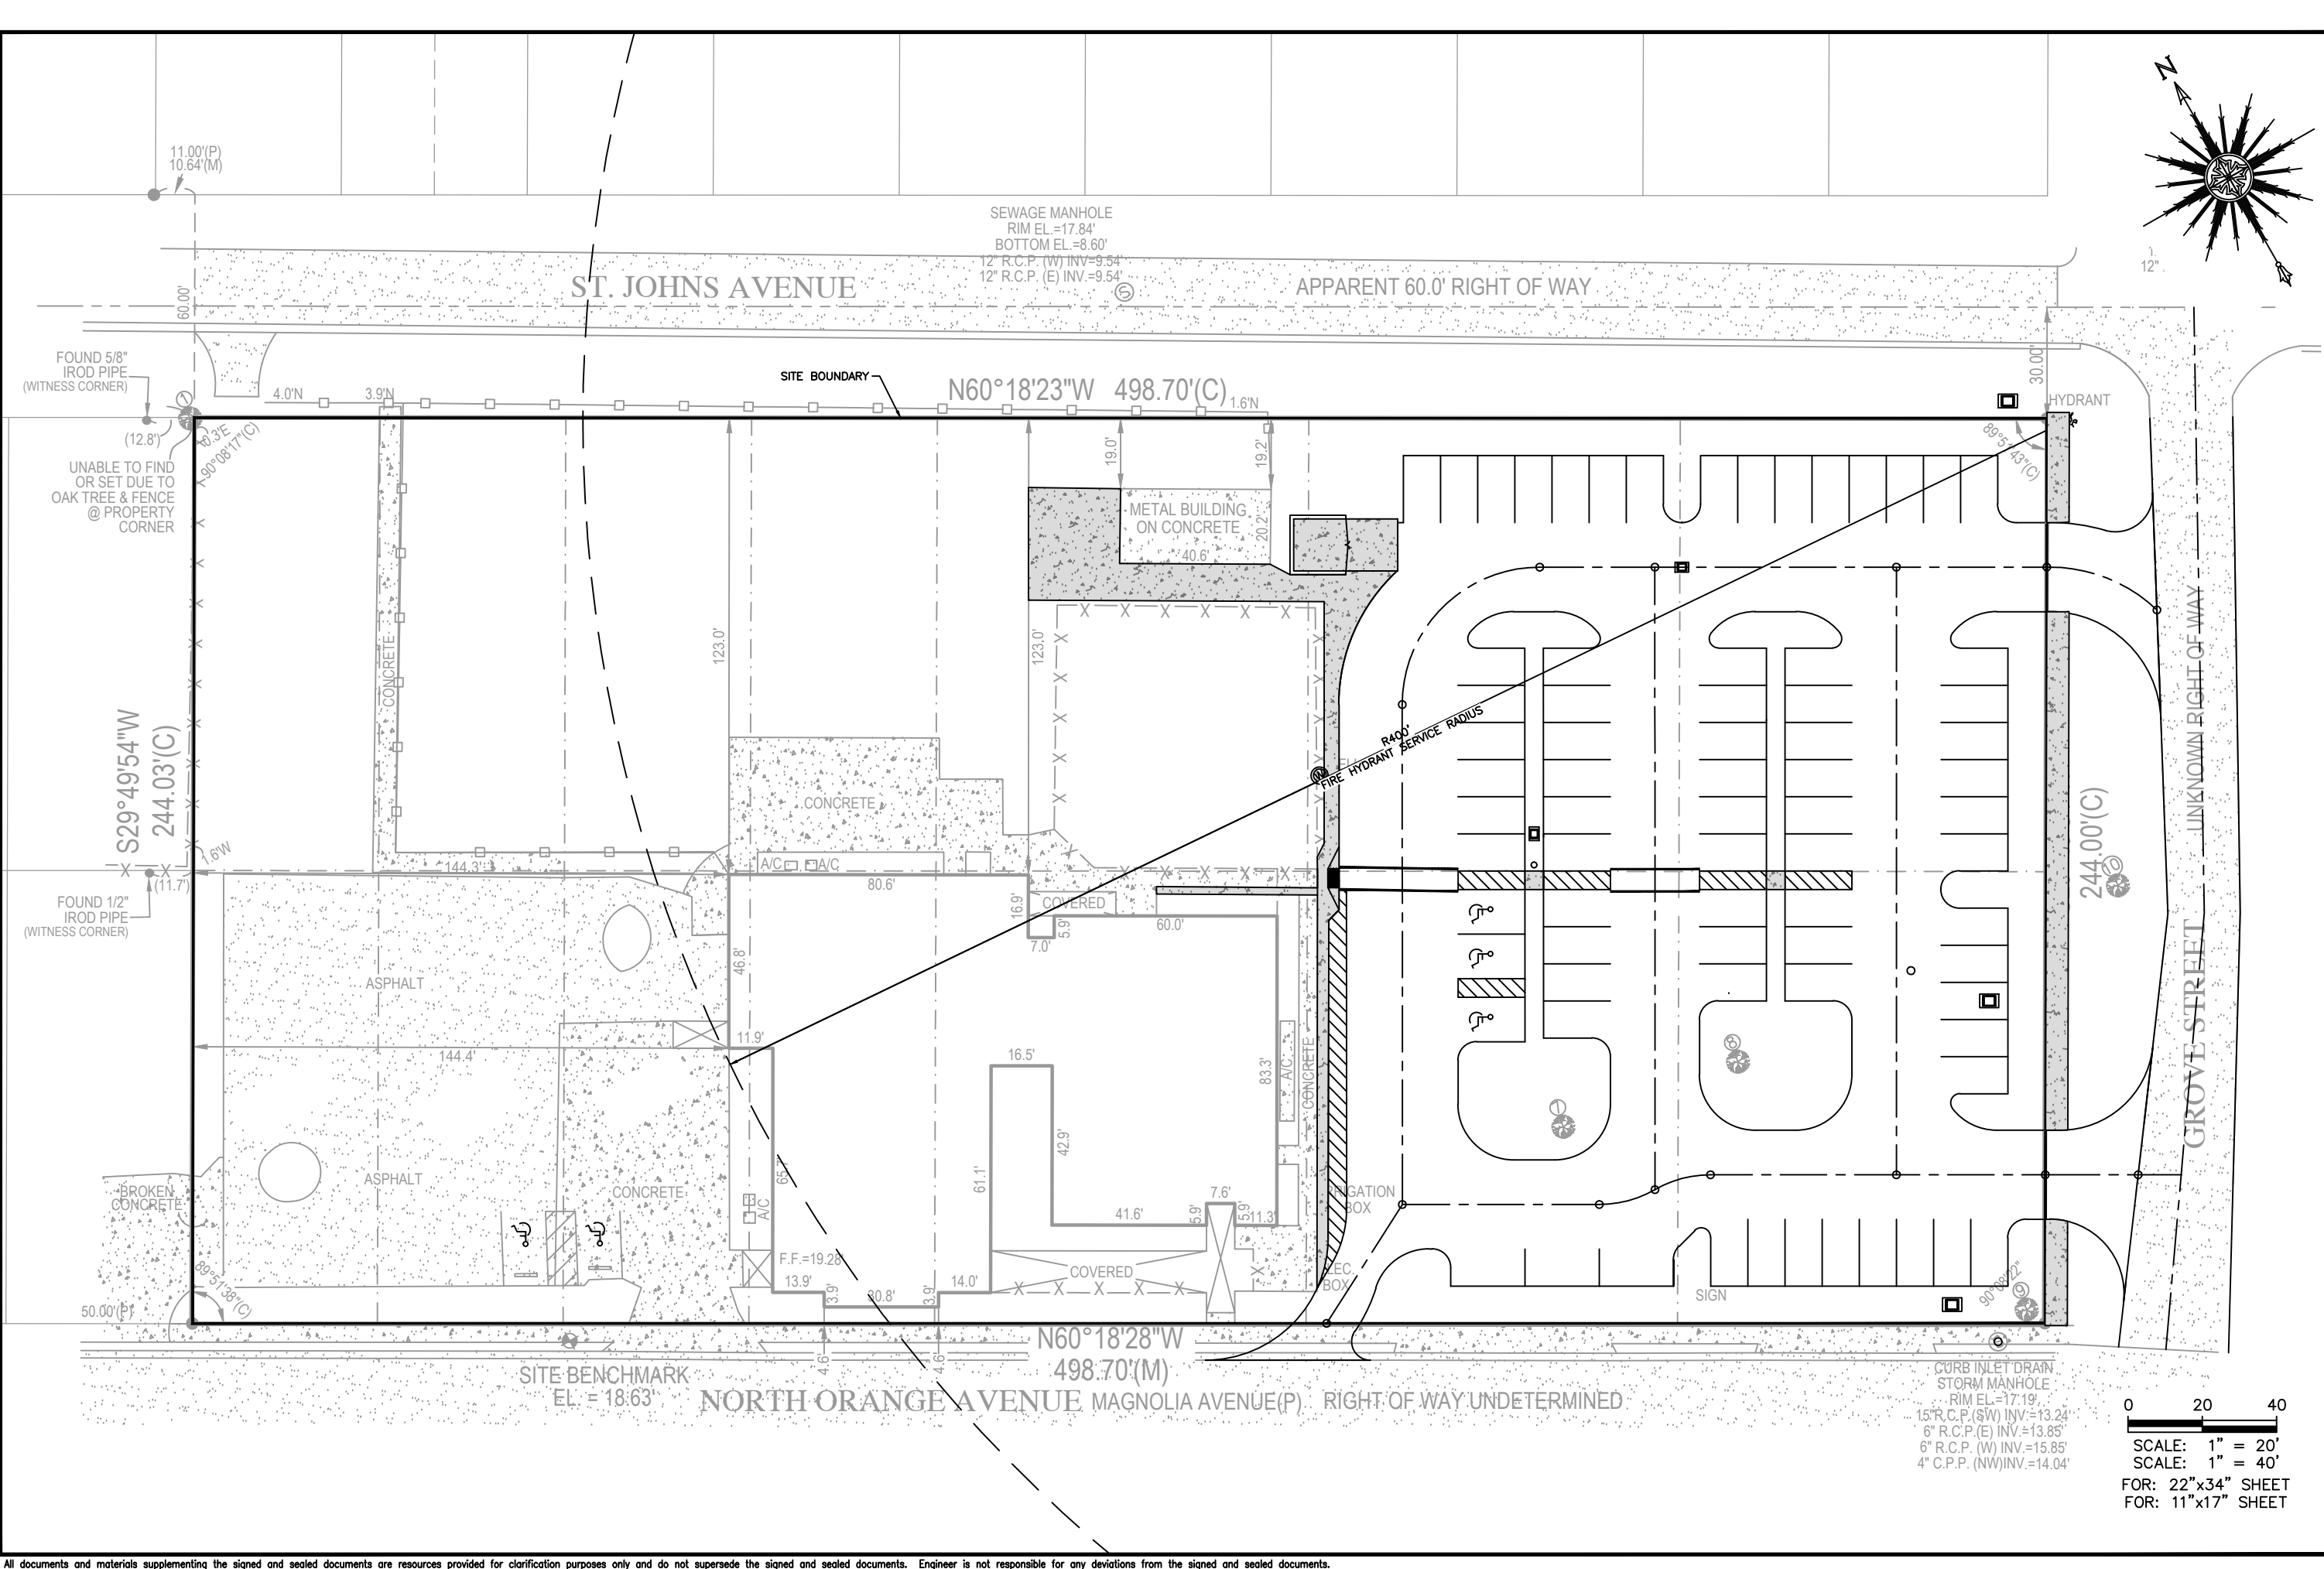 N
11.00'(P)
10.64'(M)
SEWAGE MANHOLE
RIM EL.=17.84'
BOTTOM EL.=8.60'
12" R.C.P. (W) INV=9.54'
12" R.C.P. (E) INV.=9.54'
5
ST. JOHNS AVENUE
APPARENT 60.0' RIGHT OF WAY
1.
12"
60.00'
30.00'
FOUND 5/8"
IROD PIPE
(WITNESS CORNER)
SITE BOUNDARY
N60°18'23"W 498.70'(C)
4.0'N
3.9'N
1.6'N
HYDRANT
(12.8')
0.3'E
90°08'17"(C)
89°51'43"(C)
UNABLE TO FIND
OR SET DUE TO
OAK TREE & FENCE
@ PROPERTY
CORNER
19.0'
19.2'
METAL BUILDING
ON CONCRETE
20.2'
40.6'
CONCRETE
123.0'
123.0'
UNKNOWN RIGHT OF WAY
R400'
FIRE HYDRANT SERVICE RADIUS
S29°49'54"W
244.03'(C)
244.00'(C)
10
CONCRETE
1.6'W
(11.7')
144.3'
A/C
A/C
80.6'
FOUND 1/2"
IROD PIPE
(WITNESS CORNER)
16.9'
COVERED
5.9'
7.0'
60.0'
46.8'
ASPHALT
GROVE STREET
11.9'
144.4'
16.5'
83.3'
A/C
CONCRETE
8
7
42.9'
61.1'
65.7'
ASPHALT
CONCRETE
BROKEN
CONCRETE
A/C
7.6'
41.6'
5.9'
5.9'
11.3'
BOX
F.F.=19.28'
COVERED
BOX
13.9'
14.0'
3.9'
30.8'
3.9'
SIGN
89°51'38"(C)
90°08'22"
9
50.00'(P)
N60°18'28"W
498.70'(M)
4.6'
4.6'
SITE BENCHMARK
EL. = 18.63'
NORTH ORANGE AVENUE MAGNOLIA AVENUE(P) RIGHT OF WAY UNDETERMINED
CURB INLET DRAIN
STORM MANHOLE
RIM EL=17.19'
15"R.C.P.(SW) INV.=13.24'
6" R.C.P.(E) INV.=13.85'
6" R.C.P. (W) INV.=15.85'
4" C.P.P. (NW)INV.=14.04'
0 20 40
SCALE: 1" = 20'
SCALE: 1" = 40'
FOR: 22"x34" SHEET
FOR: 11"x17" SHEET
All documents and materials supplementing the signed and sealed documents are resources provided for clarification purposes only and do not supersede the signed and sealed documents. Engineer is not responsible for any deviations from the signed and sealed documents.